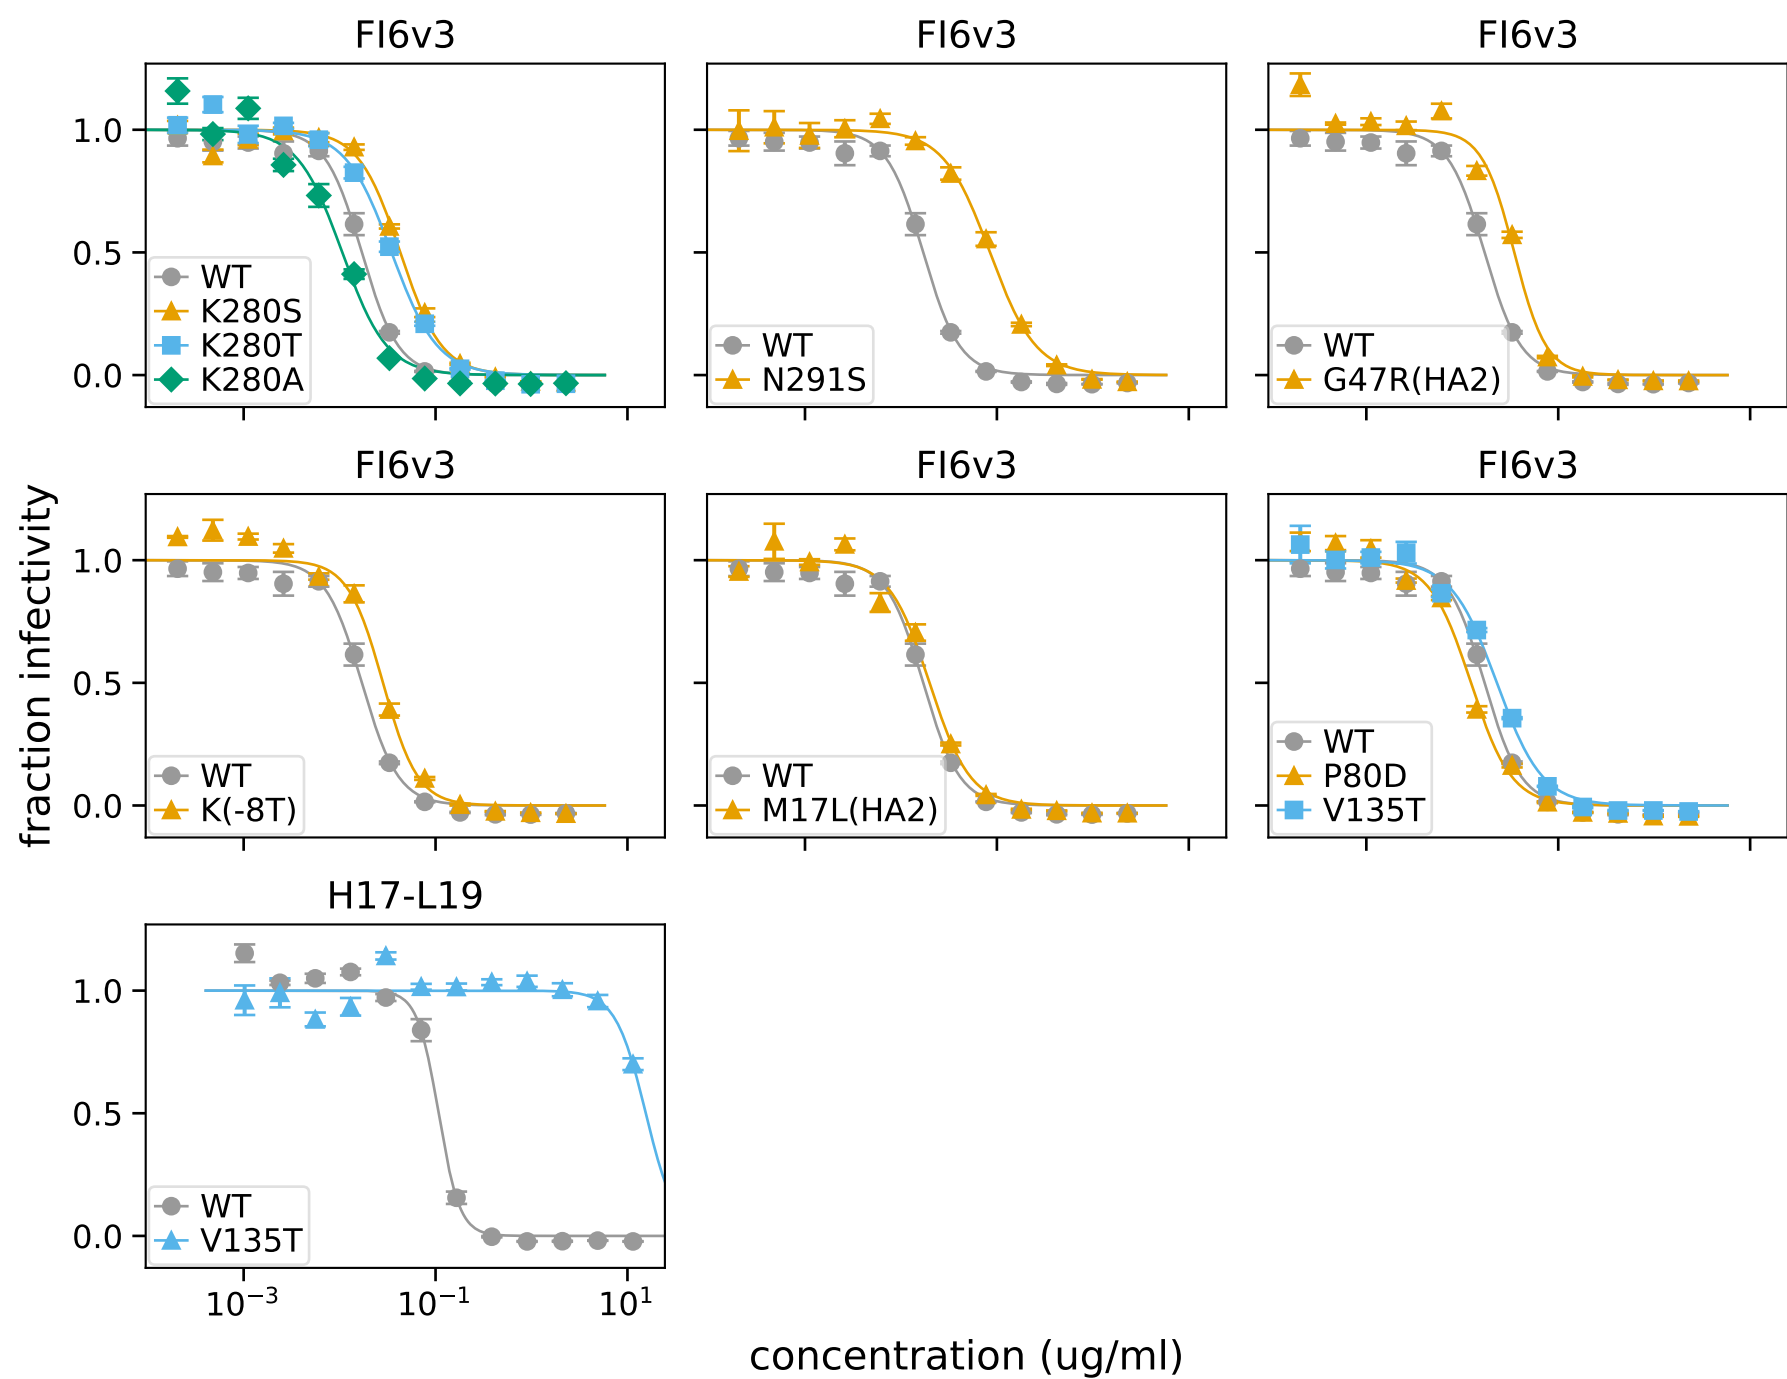 FI6v3
FI6v3
FI6v3
1.0
0.5
0.0
WT
K280S
K280T
K280A
WT
N291S
WT
G47R(HA2)
FI6v3
FI6v3
FI6v3
fraction infectivity
1.0
0.5
0.0
WT
K(-8T)
WT
M17L(HA2)
WT
P80D
V135T
H17-L19
1.0
0.5
0.0
WT
V135T
10⁻³ 10⁻¹ 10¹
concentration (ug/ml)